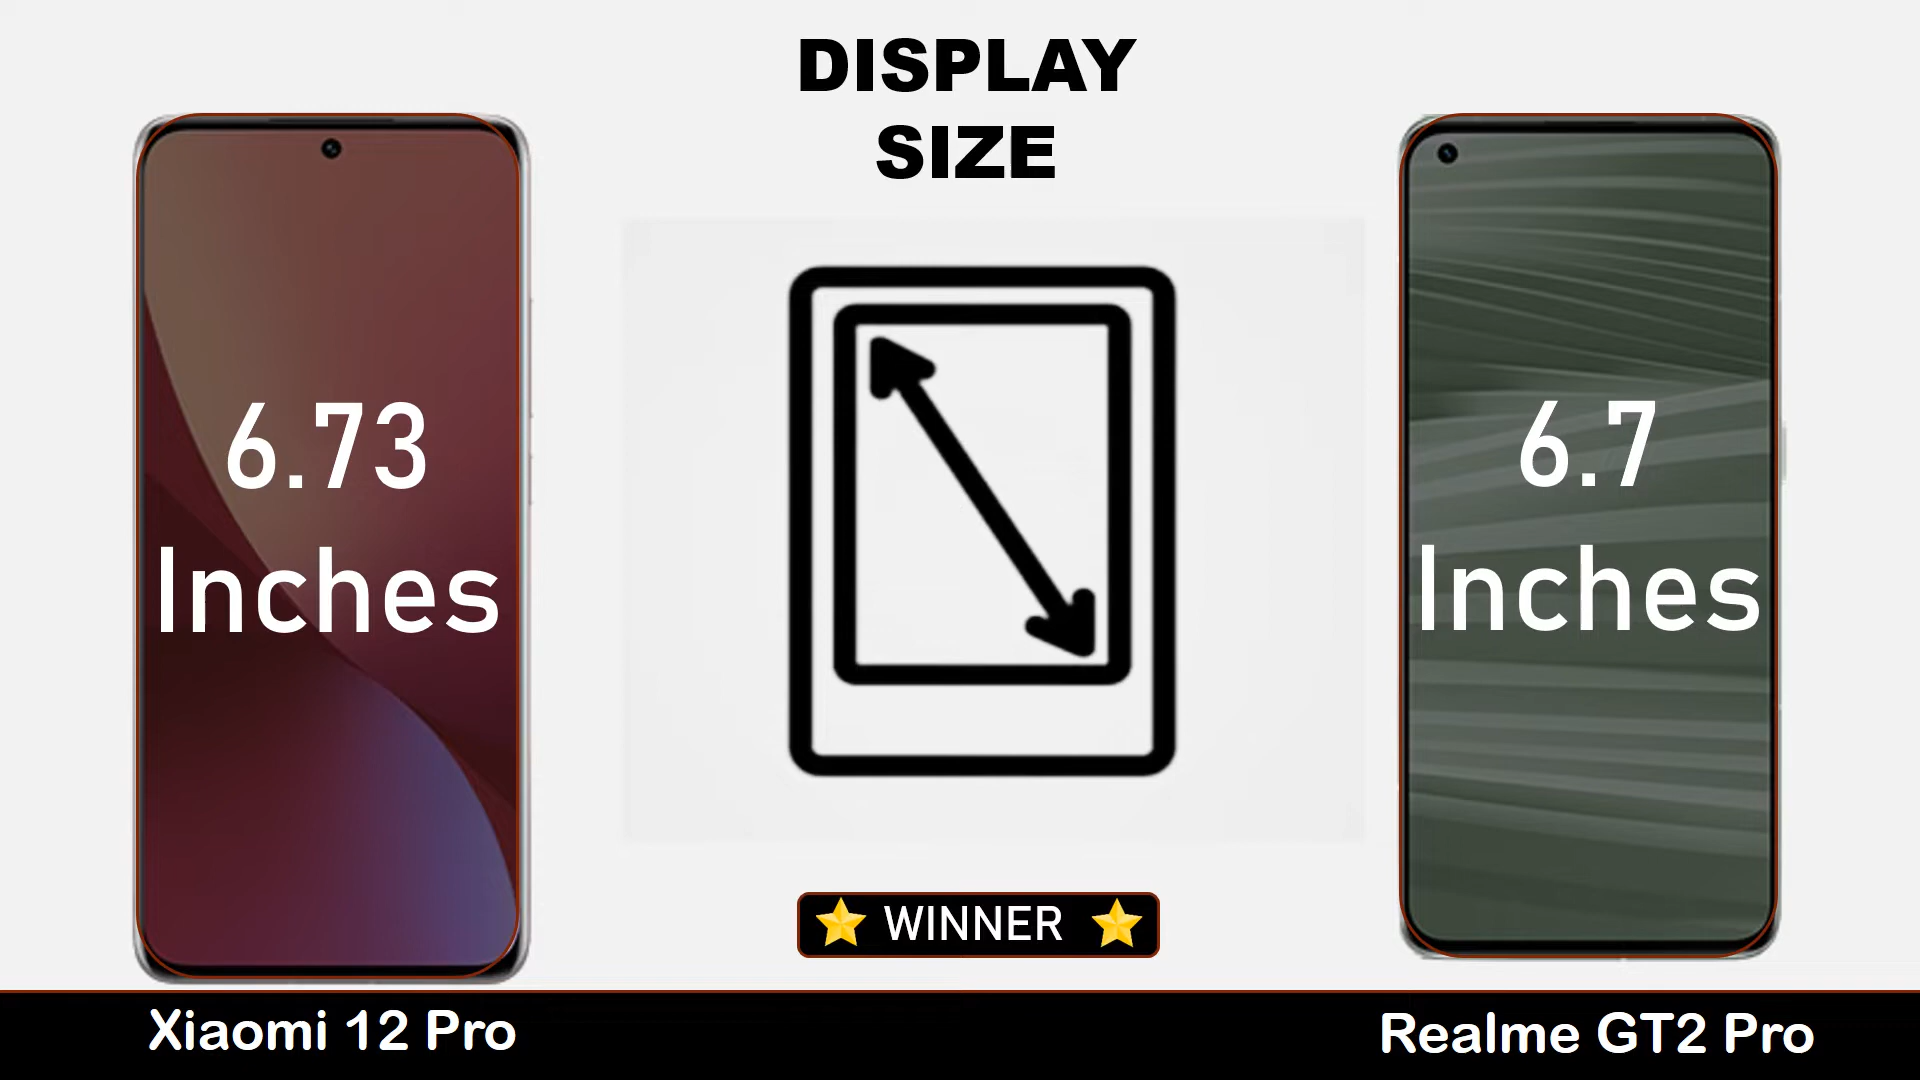 DISPLAY
SIZE
6.73
Inches
6.7
Inches
WINNER
Xiaomi 12 Pro
Realme GT2 Pro